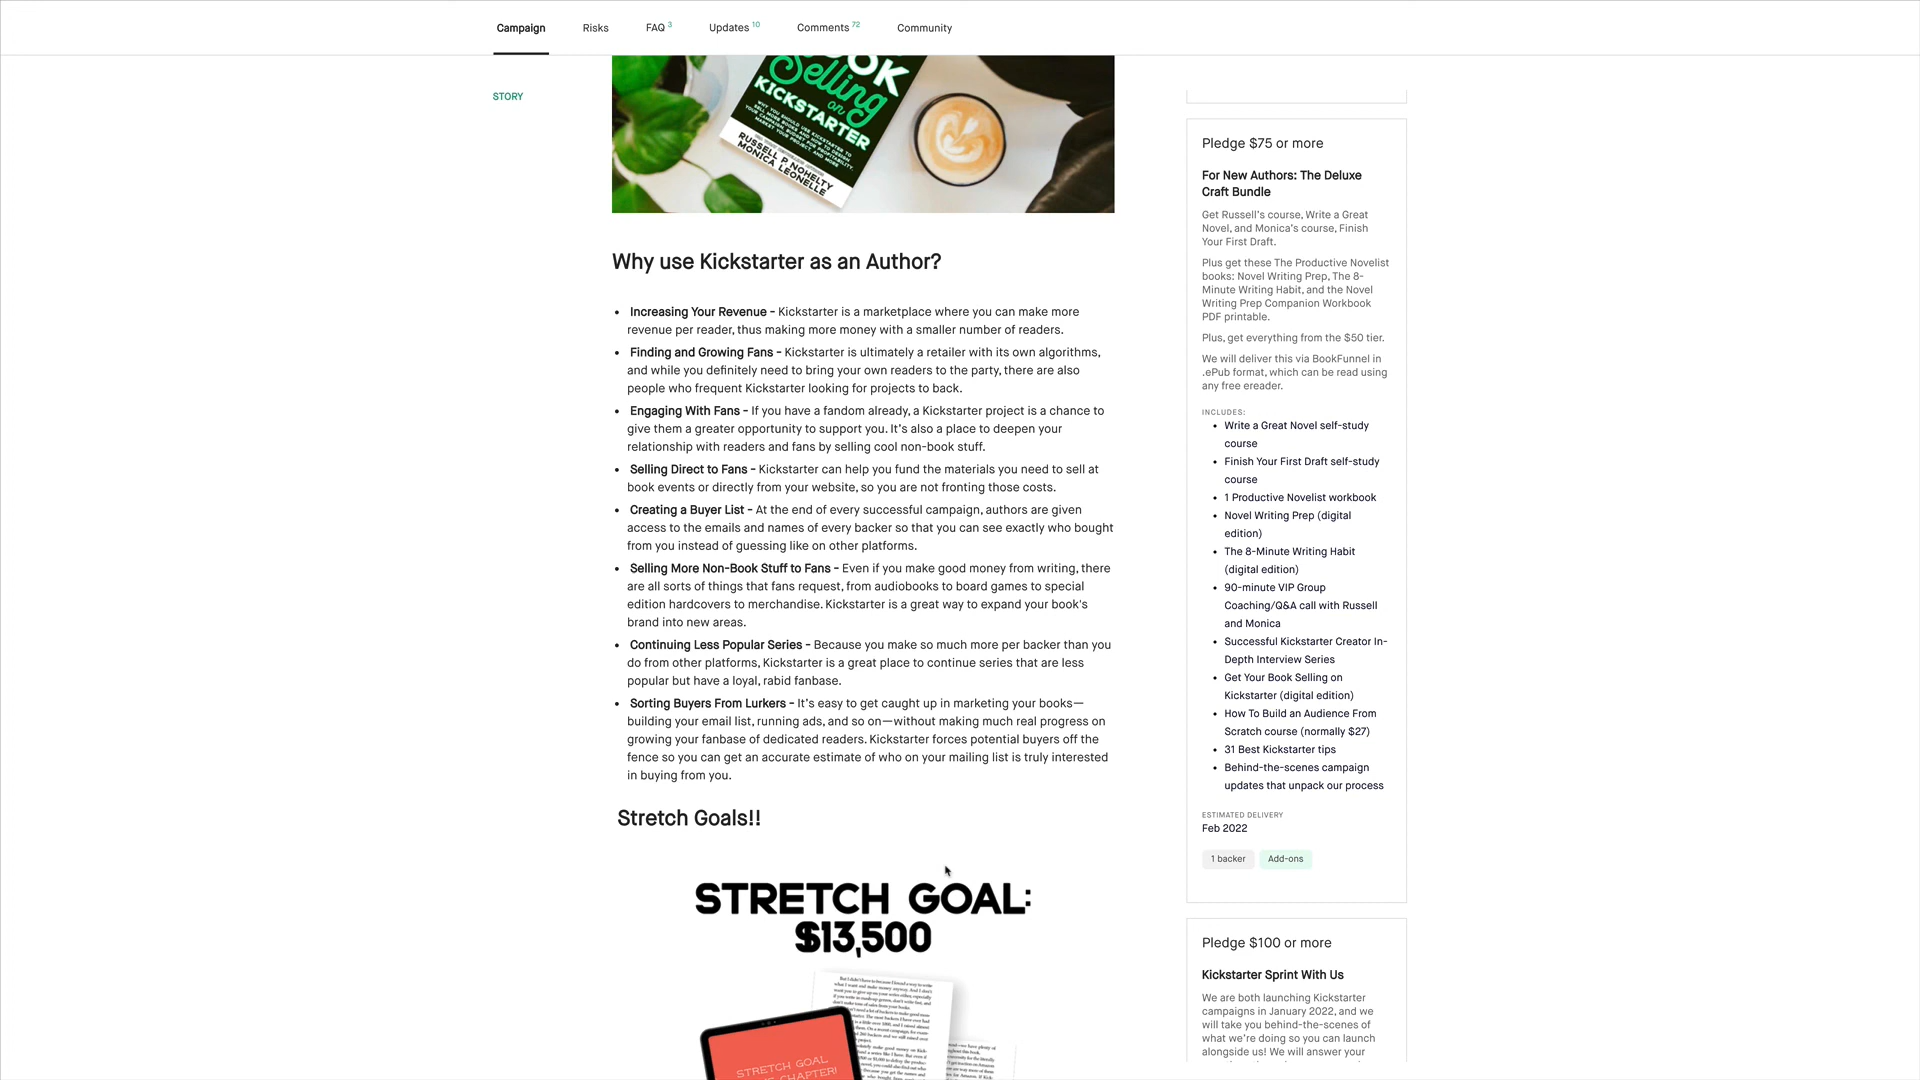 Campaign
Risks
FAQ 3
Updates 10
Comments 72
Community
STORY
OOK
Selling
on
KICKSTARTER
WHY YOU SHOULD USE KICKSTARTER TO
SELL MORE BOOKS AND HOW TO DESIGN
YOUR CAMPAIGN FIRST FOR PROFITABILITY,
MARKET YOUR PROJECT, AND MORE
RUSSELL P NOHELTY
MONICA LEONELLE
Why use Kickstarter as an Author?
• Increasing Your Revenue - Kickstarter is a marketplace where you can make more
revenue per reader, thus making more money with a smaller number of readers.
• Finding and Growing Fans - Kickstarter is ultimately a retailer with its own algorithms,
and while you definitely need to bring your own readers to the party, there are also
people who frequent Kickstarter looking for projects to back.
• Engaging With Fans - If you have a fandom already, a Kickstarter project is a chance to
give them a greater opportunity to support you. It's also a place to deepen your
relationship with readers and fans by selling cool non-book stuff.
• Selling Direct to Fans - Kickstarter can help you fund the materials you need to sell at
book events or directly from your website, so you are not fronting those costs.
• Creating a Buyer List - At the end of every successful campaign, authors are given
access to the emails and names of every backer so that you can see exactly who bought
from you instead of guessing like on other platforms.
• Selling More Non-Book Stuff to Fans - Even if you make good money from writing, there
are all sorts of things that fans request, from audiobooks to board games to special
edition hardcovers to merchandise. Kickstarter is a great way to expand your book's
brand into new areas.
• Continuing Less Popular Series - Because you make so much more per backer than you
do from other platforms, Kickstarter is a great place to continue series that are less
popular but have a loyal, rabid fanbase.
• Sorting Buyers From Lurkers - It's easy to get caught up in marketing your books—
building your email list, running ads, and so on—without making much real progress on
growing your fanbase of dedicated readers. Kickstarter forces potential buyers off the
fence so you can get an accurate estimate of who on your mailing list is truly interested
in buying from you.
Stretch Goals!!
STRETCH GOAL:
$13,500
STRETCH GOAL
CHAPTER!
Pledge $75 or more
For New Authors: The Deluxe
Craft Bundle
Get Russell's course, Write a Great
Novel, and Monica's course, Finish
Your First Draft.
Plus get these The Productive Novelist
books: Novel Writing Prep, The 8-
Minute Writing Habit, and the Novel
Writing Prep Companion Workbook
PDF printable.
Plus, get everything from the $50 tier.
We will deliver this via BookFunnel in
.ePub format, which can be read using
any free ereader.
INCLUDES:
• Write a Great Novel self-study
course
• Finish Your First Draft self-study
course
• 1 Productive Novelist workbook
• Novel Writing Prep (digital
edition)
• The 8-Minute Writing Habit
(digital edition)
• 90-minute VIP Group
Coaching/Q&A call with Russell
and Monica
• Successful Kickstarter Creator In-
Depth Interview Series
• Get Your Book Selling on
Kickstarter (digital edition)
• How To Build an Audience From
Scratch course (normally $27)
• 31 Best Kickstarter tips
• Behind-the-scenes campaign
updates that unpack our process
ESTIMATED DELIVERY
Feb 2022
1 backer
Add-ons
Pledge $100 or more
Kickstarter Sprint With Us
We are both launching Kickstarter
campaigns in January 2022, and we
will take you behind-the-scenes of
what we're doing so you can launch
alongside us! We will answer your